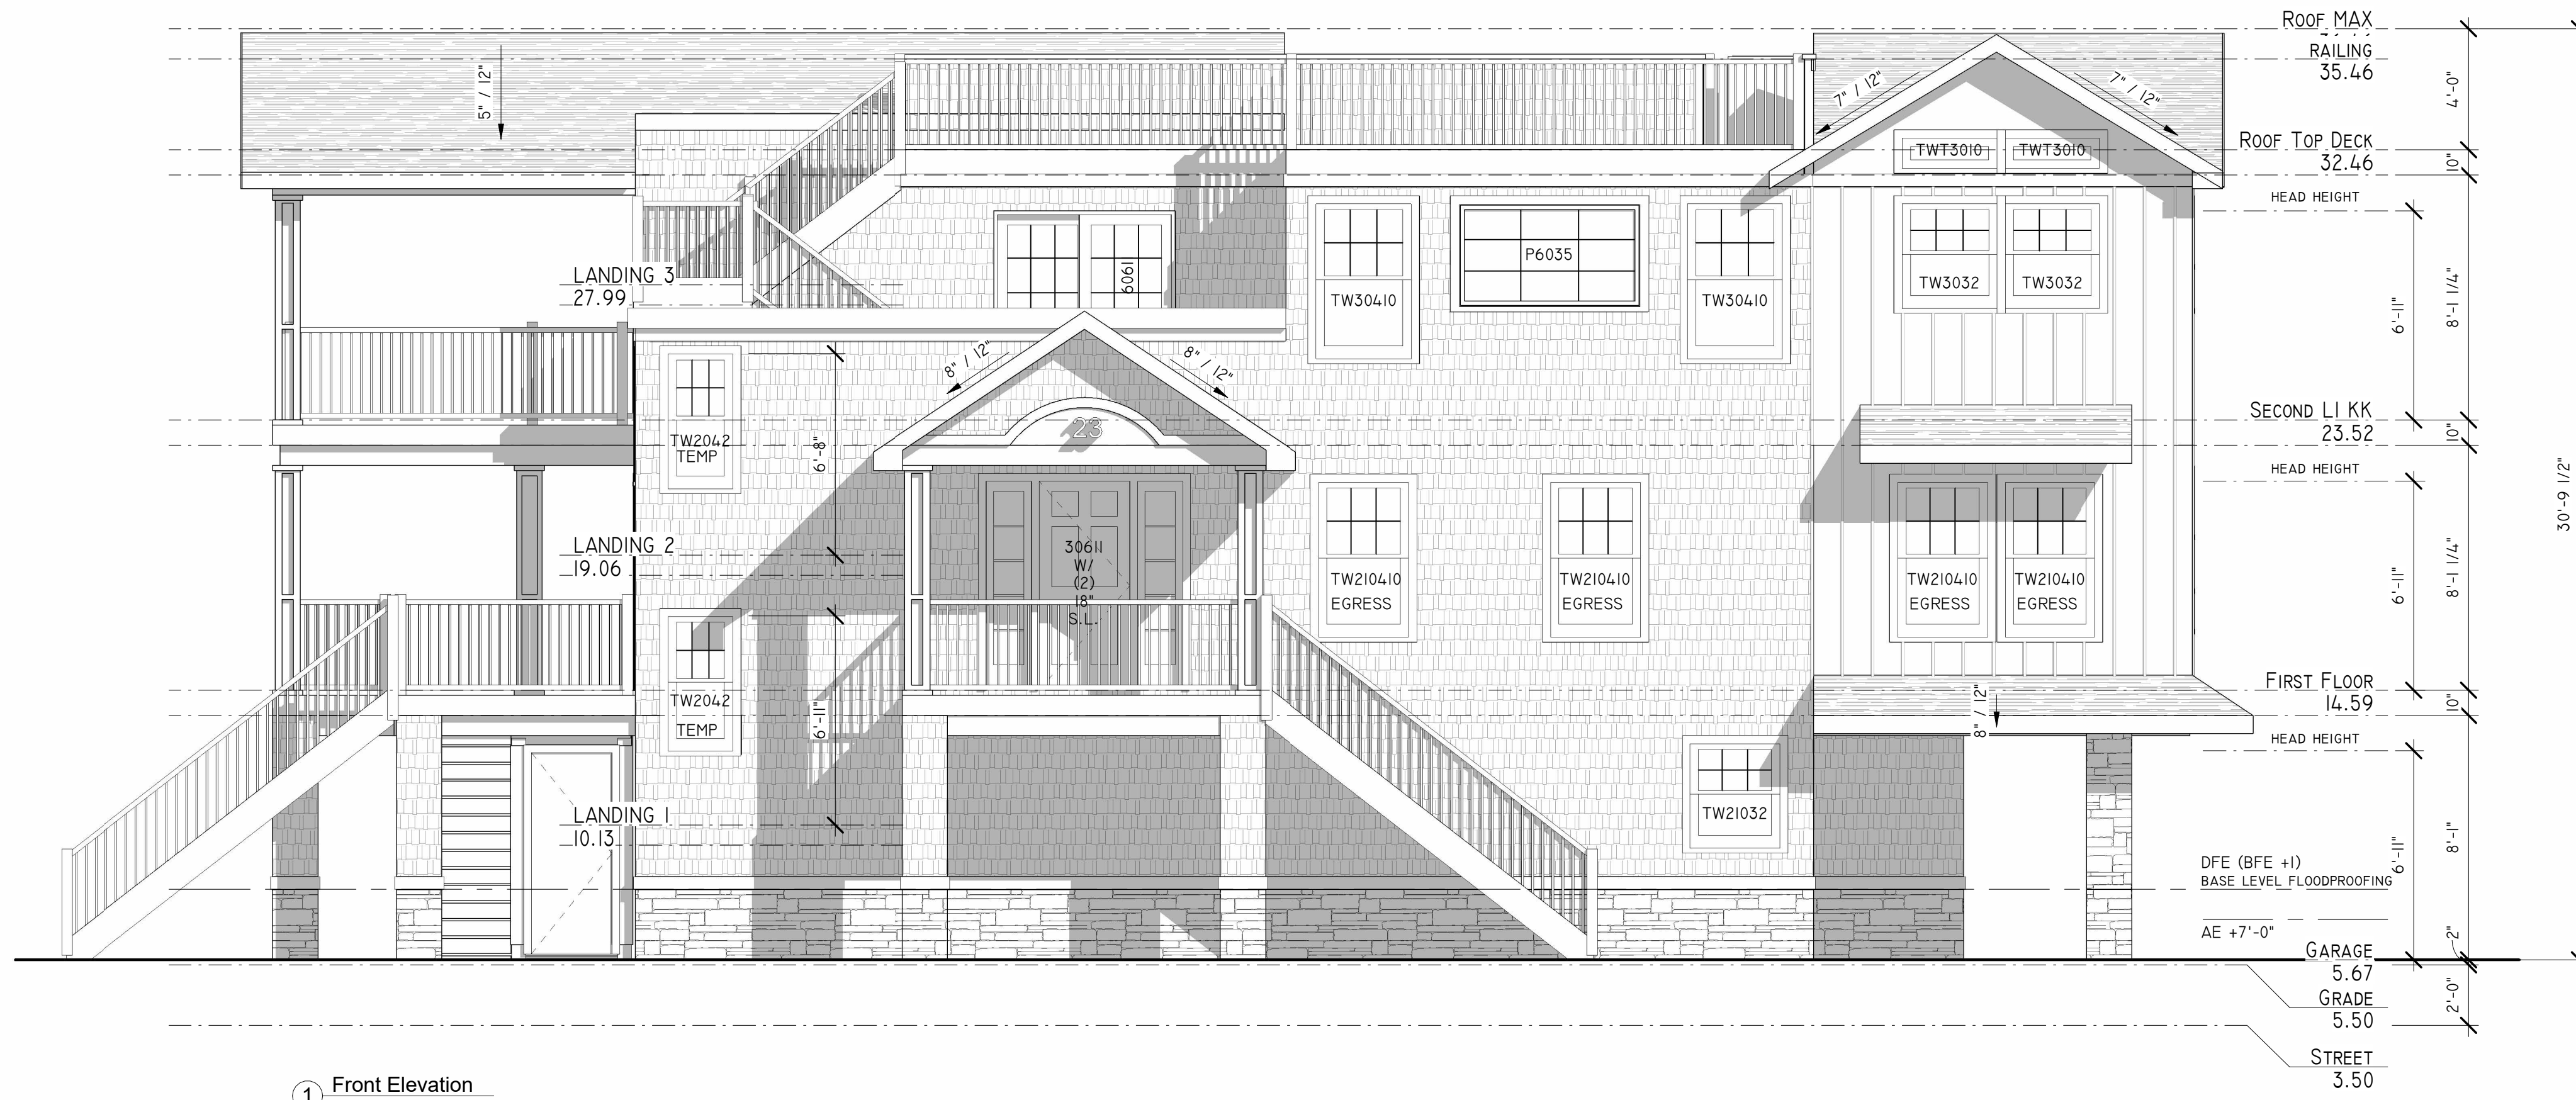 ROOF MAX
RAILING
35.46
4'-0"
5" / 12"
7" / 12"
7" / 12"
TWT3010
TWT3010
ROOF TOP DECK
32.46
10"
HEAD HEIGHT
LANDING 3
27.99
6061
TW30410
P6035
TW30410
TW3032
TW3032
6'-11"
8'-1 1/4"
8" / 12"
8" / 12"
23
TW2042
TEMP
6'-8"
SECOND
23.52
10"
HEAD HEIGHT
30'-9 1/2"
LANDING 2
19.06
30611
W/
(2)
18"
S.L.
TW210410
EGRESS
TW210410
EGRESS
TW210410
EGRESS
TW210410
EGRESS
6'-11"
8'-1 1/4"
TW2042
TEMP
6'-11"
8" / 12"
FIRST FLOOR
14.59
10"
HEAD HEIGHT
LANDING 1
10.13
TW21032
6'-11"
8'-1"
DFE (BFE +1)
BASE LEVEL FLOODPROOFING
AE +7'-0"
2"
GARAGE
5.67
GRADE
5.50
2'-0"
STREET
3.50
1
Front Elevation